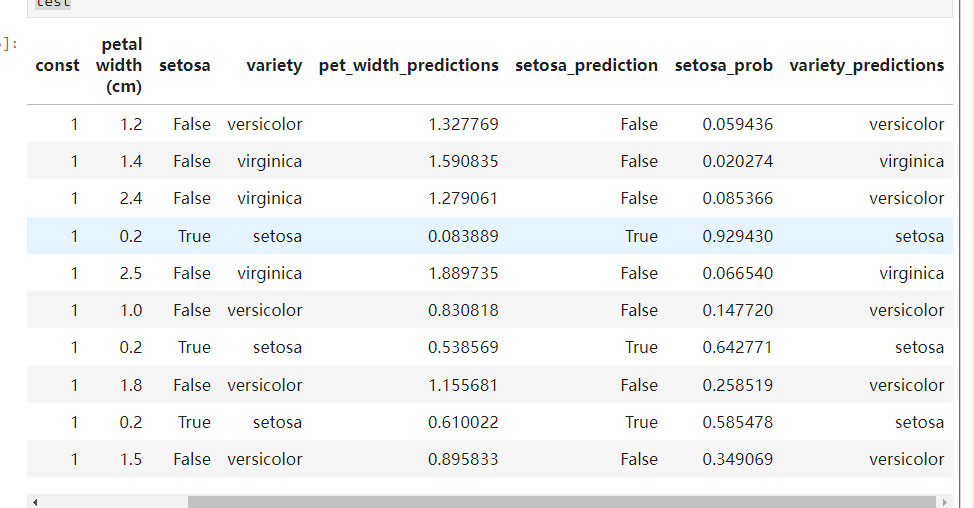 test
]:
const petal width (cm) setosa variety pet_width_predictions setosa_prediction setosa_prob variety_predictions
1 1.2 False versicolor 1.327769 False 0.059436 versicolor
1 1.4 False virginica 1.590835 False 0.020274 virginica
1 2.4 False virginica 1.279061 False 0.085366 versicolor
1 0.2 True setosa 0.083889 True 0.929430 setosa
1 2.5 False virginica 1.889735 False 0.066540 virginica
1 1.0 False versicolor 0.830818 False 0.147720 versicolor
1 0.2 True setosa 0.538569 True 0.642771 setosa
1 1.8 False versicolor 1.155681 False 0.258519 versicolor
1 0.2 True setosa 0.610022 True 0.585478 setosa
1 1.5 False versicolor 0.895833 False 0.349069 versicolor